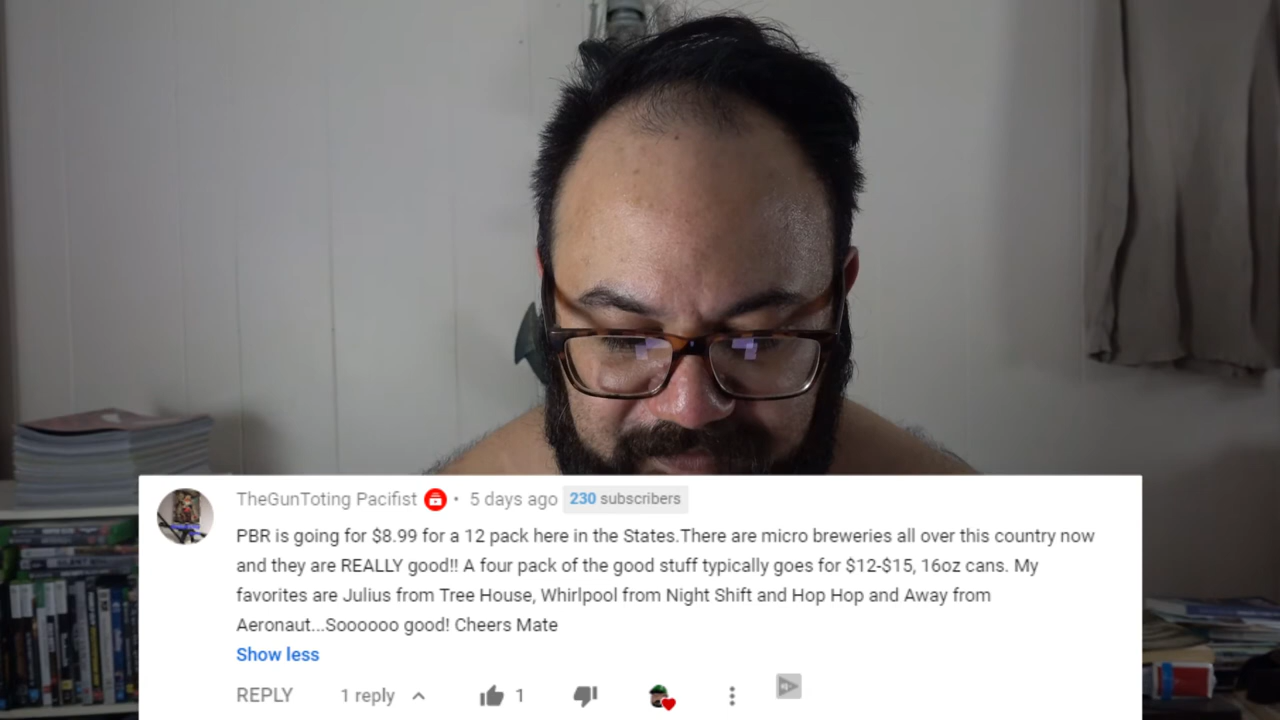 TheGunToting Pacifist • 5 days ago 230 subscribers
PBR is going for $8.99 for a 12 pack here in the States.There are micro breweries all over this country now
and they are REALLY good!! A four pack of the good stuff typically goes for $12-$15, 16oz cans. My
favorites are Julius from Tree House, Whirlpool from Night Shift and Hop Hop and Away from
Aeronaut...Soooooo good! Cheers Mate
Show less
REPLY 1 reply 1